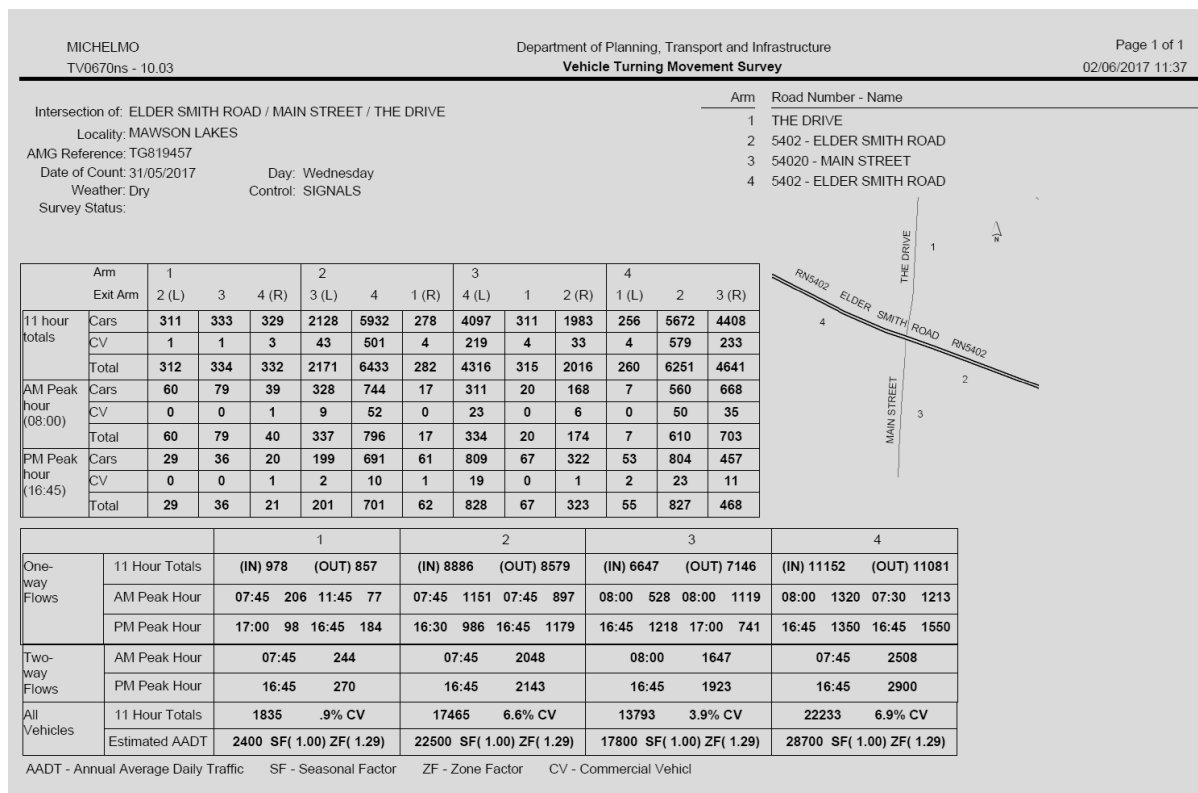 MICHELMO Department of Planning, Transport and Infrastructure Page 1 of 1
TV0670ns - 10.03 Vehicle Turning Movement Survey 02/06/2017 11:37
Intersection of: ELDER SMITH ROAD / MAIN STREET / THE DRIVE
Locality: MAWSON LAKES
AMG Reference: TG819457
Date of Count: 31/05/2017 Day: Wednesday
Weather: Dry Control: SIGNALS
Survey Status:
Arm Road Number - Name
1 THE DRIVE
2 5402 - ELDER SMITH ROAD
3 54020 - MAIN STREET
4 5402 - ELDER SMITH ROAD
Arm 1 2 3 4
Exit Arm 2 (L) 3 4 (R) 3 (L) 4 1 (R) 4 (L) 1 2 (R) 1 (L) 2 3 (R)
11 hour totals Cars 311 333 329 2128 5932 278 4097 311 1983 256 5672 4408
CV 1 1 3 43 501 4 219 4 33 4 579 233
Total 312 334 332 2171 6433 282 4316 315 2016 260 6251 4641
AM Peak hour (08:00) Cars 60 79 39 328 744 17 311 20 168 7 560 668
CV 0 0 1 9 52 0 23 0 6 0 50 35
Total 60 79 40 337 796 17 334 20 174 7 610 703
PM Peak hour (16:45) Cars 29 36 20 199 691 61 809 67 322 53 804 457
CV 0 0 1 2 10 1 19 0 1 2 23 11
Total 29 36 21 201 701 62 828 67 323 55 827 468
THE DRIVE
1
N
RN5402 ELDER SMITH ROAD RN5402
4
2
MAIN STREET
3
1 2 3 4
One-way Flows 11 Hour Totals (IN) 978 (OUT) 857 (IN) 8886 (OUT) 8579 (IN) 6647 (OUT) 7146 (IN) 11152 (OUT) 11081
AM Peak Hour 07:45 206 11:45 77 07:45 1151 07:45 897 08:00 528 08:00 1119 08:00 1320 07:30 1213
PM Peak Hour 17:00 98 16:45 184 16:30 986 16:45 1179 16:45 1218 17:00 741 16:45 1350 16:45 1550
Two-way Flows AM Peak Hour 07:45 244 07:45 2048 08:00 1647 07:45 2508
PM Peak Hour 16:45 270 16:45 2143 16:45 1923 16:45 2900
All Vehicles 11 Hour Totals 1835 .9% CV 17465 6.6% CV 13793 3.9% CV 22233 6.9% CV
Estimated AADT 2400 SF( 1.00) ZF( 1.29) 22500 SF( 1.00) ZF( 1.29) 17800 SF( 1.00) ZF( 1.29) 28700 SF( 1.00) ZF( 1.29)
AADT - Annual Average Daily Traffic SF - Seasonal Factor ZF - Zone Factor CV - Commercial Vehicl